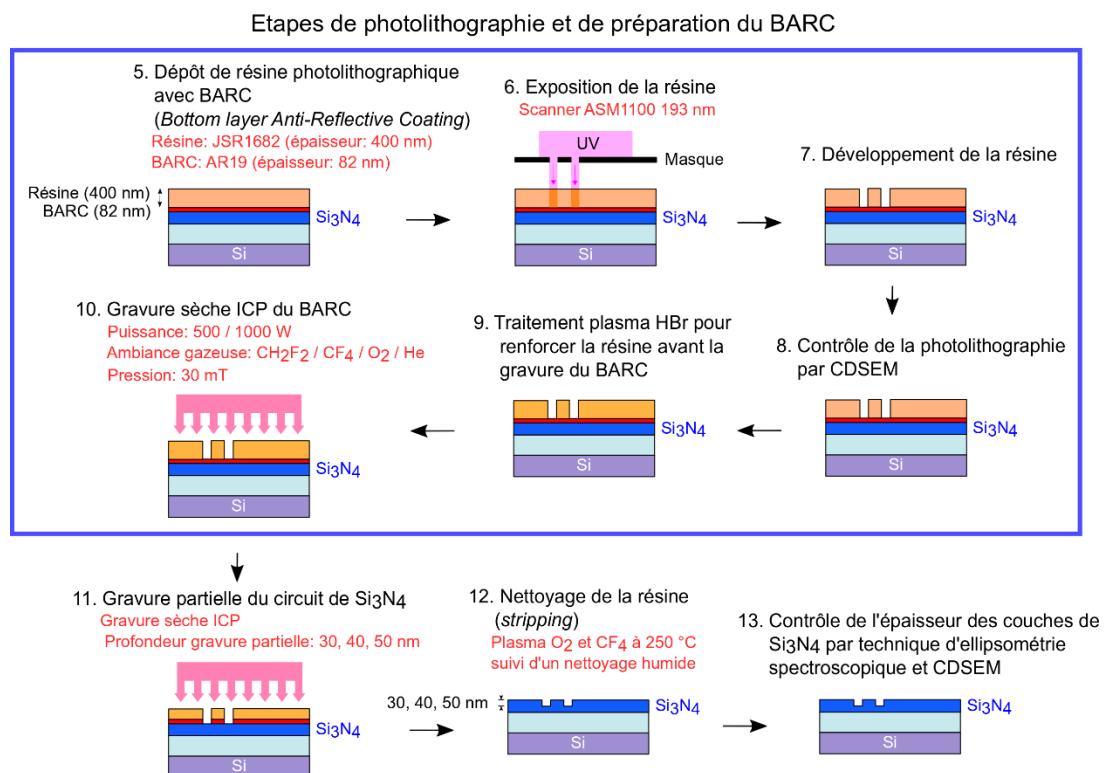 Etapes de photolithographie et de préparation du BARC
5. Dépôt de résine photolithographique
avec BARC
(Bottom layer Anti-Reflective Coating)
Résine: JSR1682 (épaisseur: 400 nm)
BARC: AR19 (épaisseur: 82 nm)
Résine (400 nm)
BARC (82 nm)
Si3N4
Si
6. Exposition de la résine
Scanner ASM1100 193 nm
UV
Masque
Si3N4
Si
7. Développement de la résine
Si3N4
Si
8. Contrôle de la photolithographie
par CDSEM
Si3N4
Si
9. Traitement plasma HBr pour
renforcer la résine avant la
gravure du BARC
Si3N4
Si
10. Gravure sèche ICP du BARC
Puissance: 500 / 1000 W
Ambiance gazeuse: CH2F2 / CF4 / O2 / He
Pression: 30 mT
Si3N4
Si
11. Gravure partielle du circuit de Si3N4
Gravure sèche ICP
Profondeur gravure partielle: 30, 40, 50 nm
Si3N4
Si
12. Nettoyage de la résine
(stripping)
Plasma O2 et CF4 à 250 °C
suivi d'un nettoyage humide
30, 40, 50 nm
Si3N4
Si
13. Contrôle de l'épaisseur des couches de
Si3N4 par technique d'ellipsométrie
spectroscopique et CDSEM
Si3N4
Si